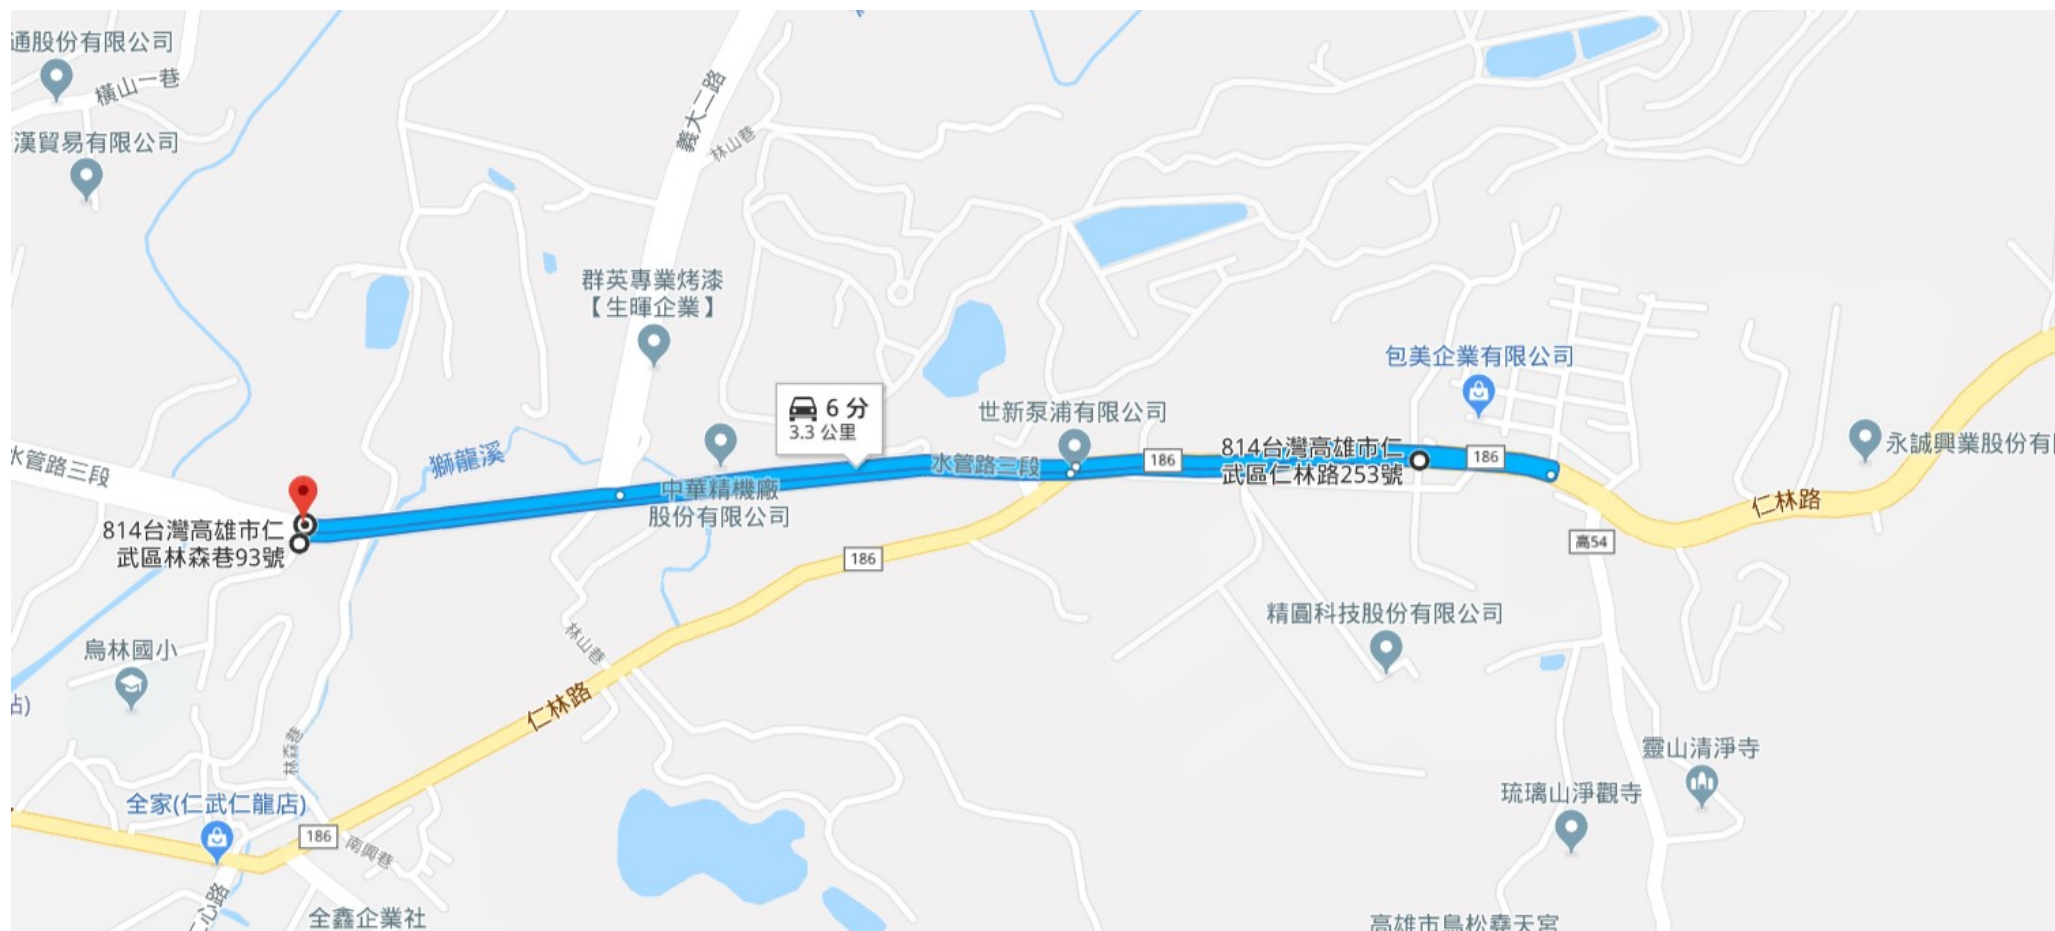 通股份有限公司
橫山一巷
漢貿易有限公司
義大二路
林山巷
群英專業烤漆
【生暉企業】
包美企業有限公司
6 分
3.3 公里
世新泵浦有限公司
水管路三段
獅龍溪
水管路三段
186
814台灣高雄市仁
武區仁林路253號
186
永誠興業股份有
中華精機廠
股份有限公司
仁林路
814台灣高雄市仁
武區林森巷93號
186
高54
精圓科技股份有限公司
林山巷
烏林國小
站)
仁林路
林森巷
靈山清淨寺
琉璃山淨觀寺
全家(仁武仁龍店)
186
南興巷
心路
全鑫企業社
高雄市鳥松堯天宮